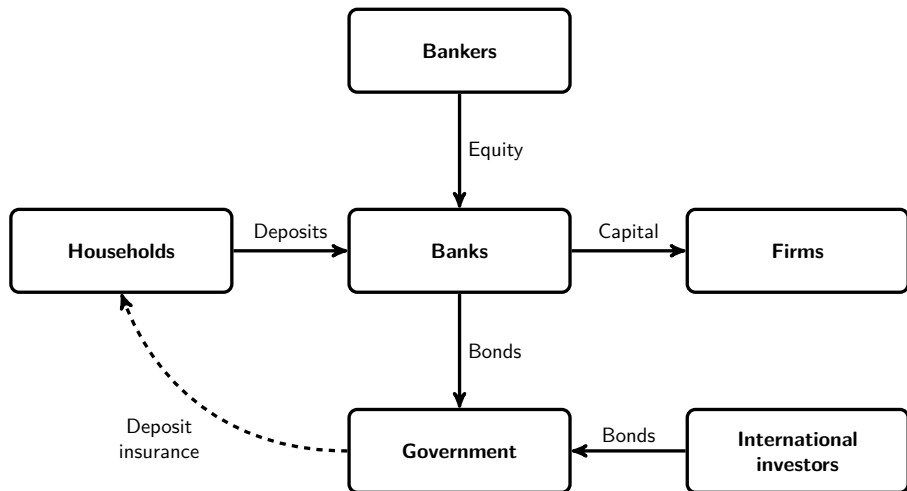 Bankers
Equity
Households
Deposits
Banks
Capital
Firms
Bonds
Deposit
insurance
Government
Bonds
International
investors